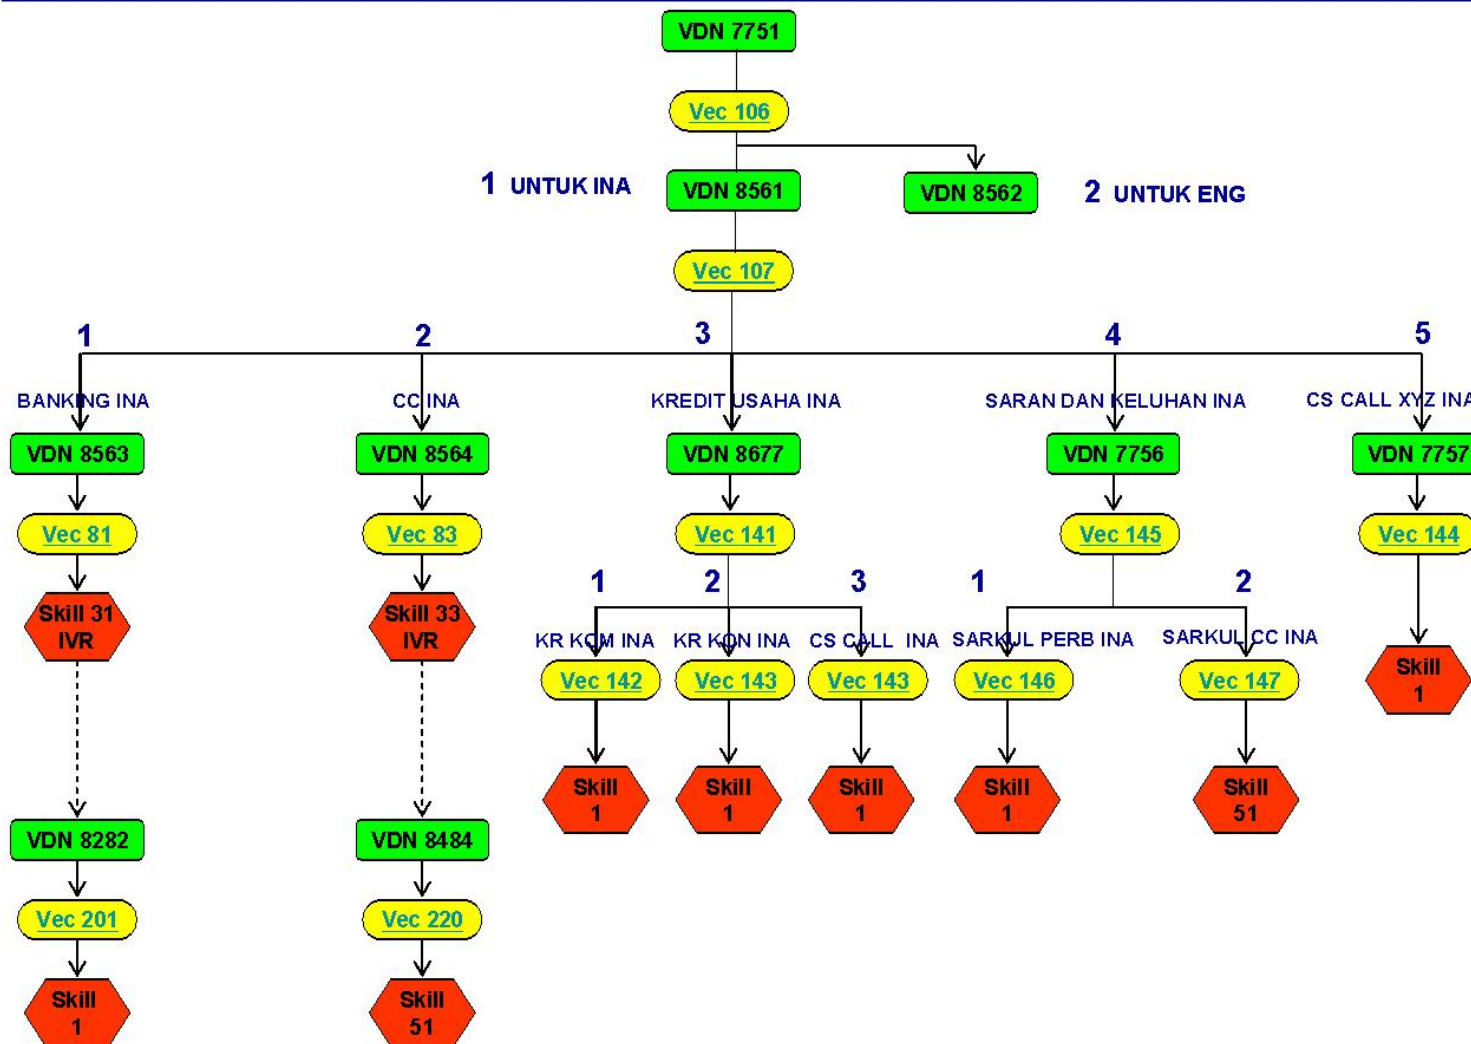 VDN 7751
Vec 106
1 UNTUK INA
VDN 8561
VDN 8562
2 UNTUK ENG
Vec 107
1
2
3
4
5
BANKING INA
CC INA
KREDIT USAHA INA
SARAN DAN KELUHAN INA
CS CALL XYZ INA
VDN 8563
VDN 8564
VDN 8677
VDN 7756
VDN 7757
Vec 81
Vec 83
Vec 141
Vec 145
Vec 144
1
2
3
1
2
Skill 31
IVR
Skill 33
IVR
KR KOM INA
KR KON INA
CS CALL INA
SARKUL PERB INA
SARKUL CC INA
Vec 142
Vec 143
Vec 143
Vec 146
Vec 147
Skill
1
Skill
1
Skill
1
Skill
1
Skill
1
Skill
51
VDN 8282
VDN 8484
Vec 201
Vec 220
Skill
1
Skill
51